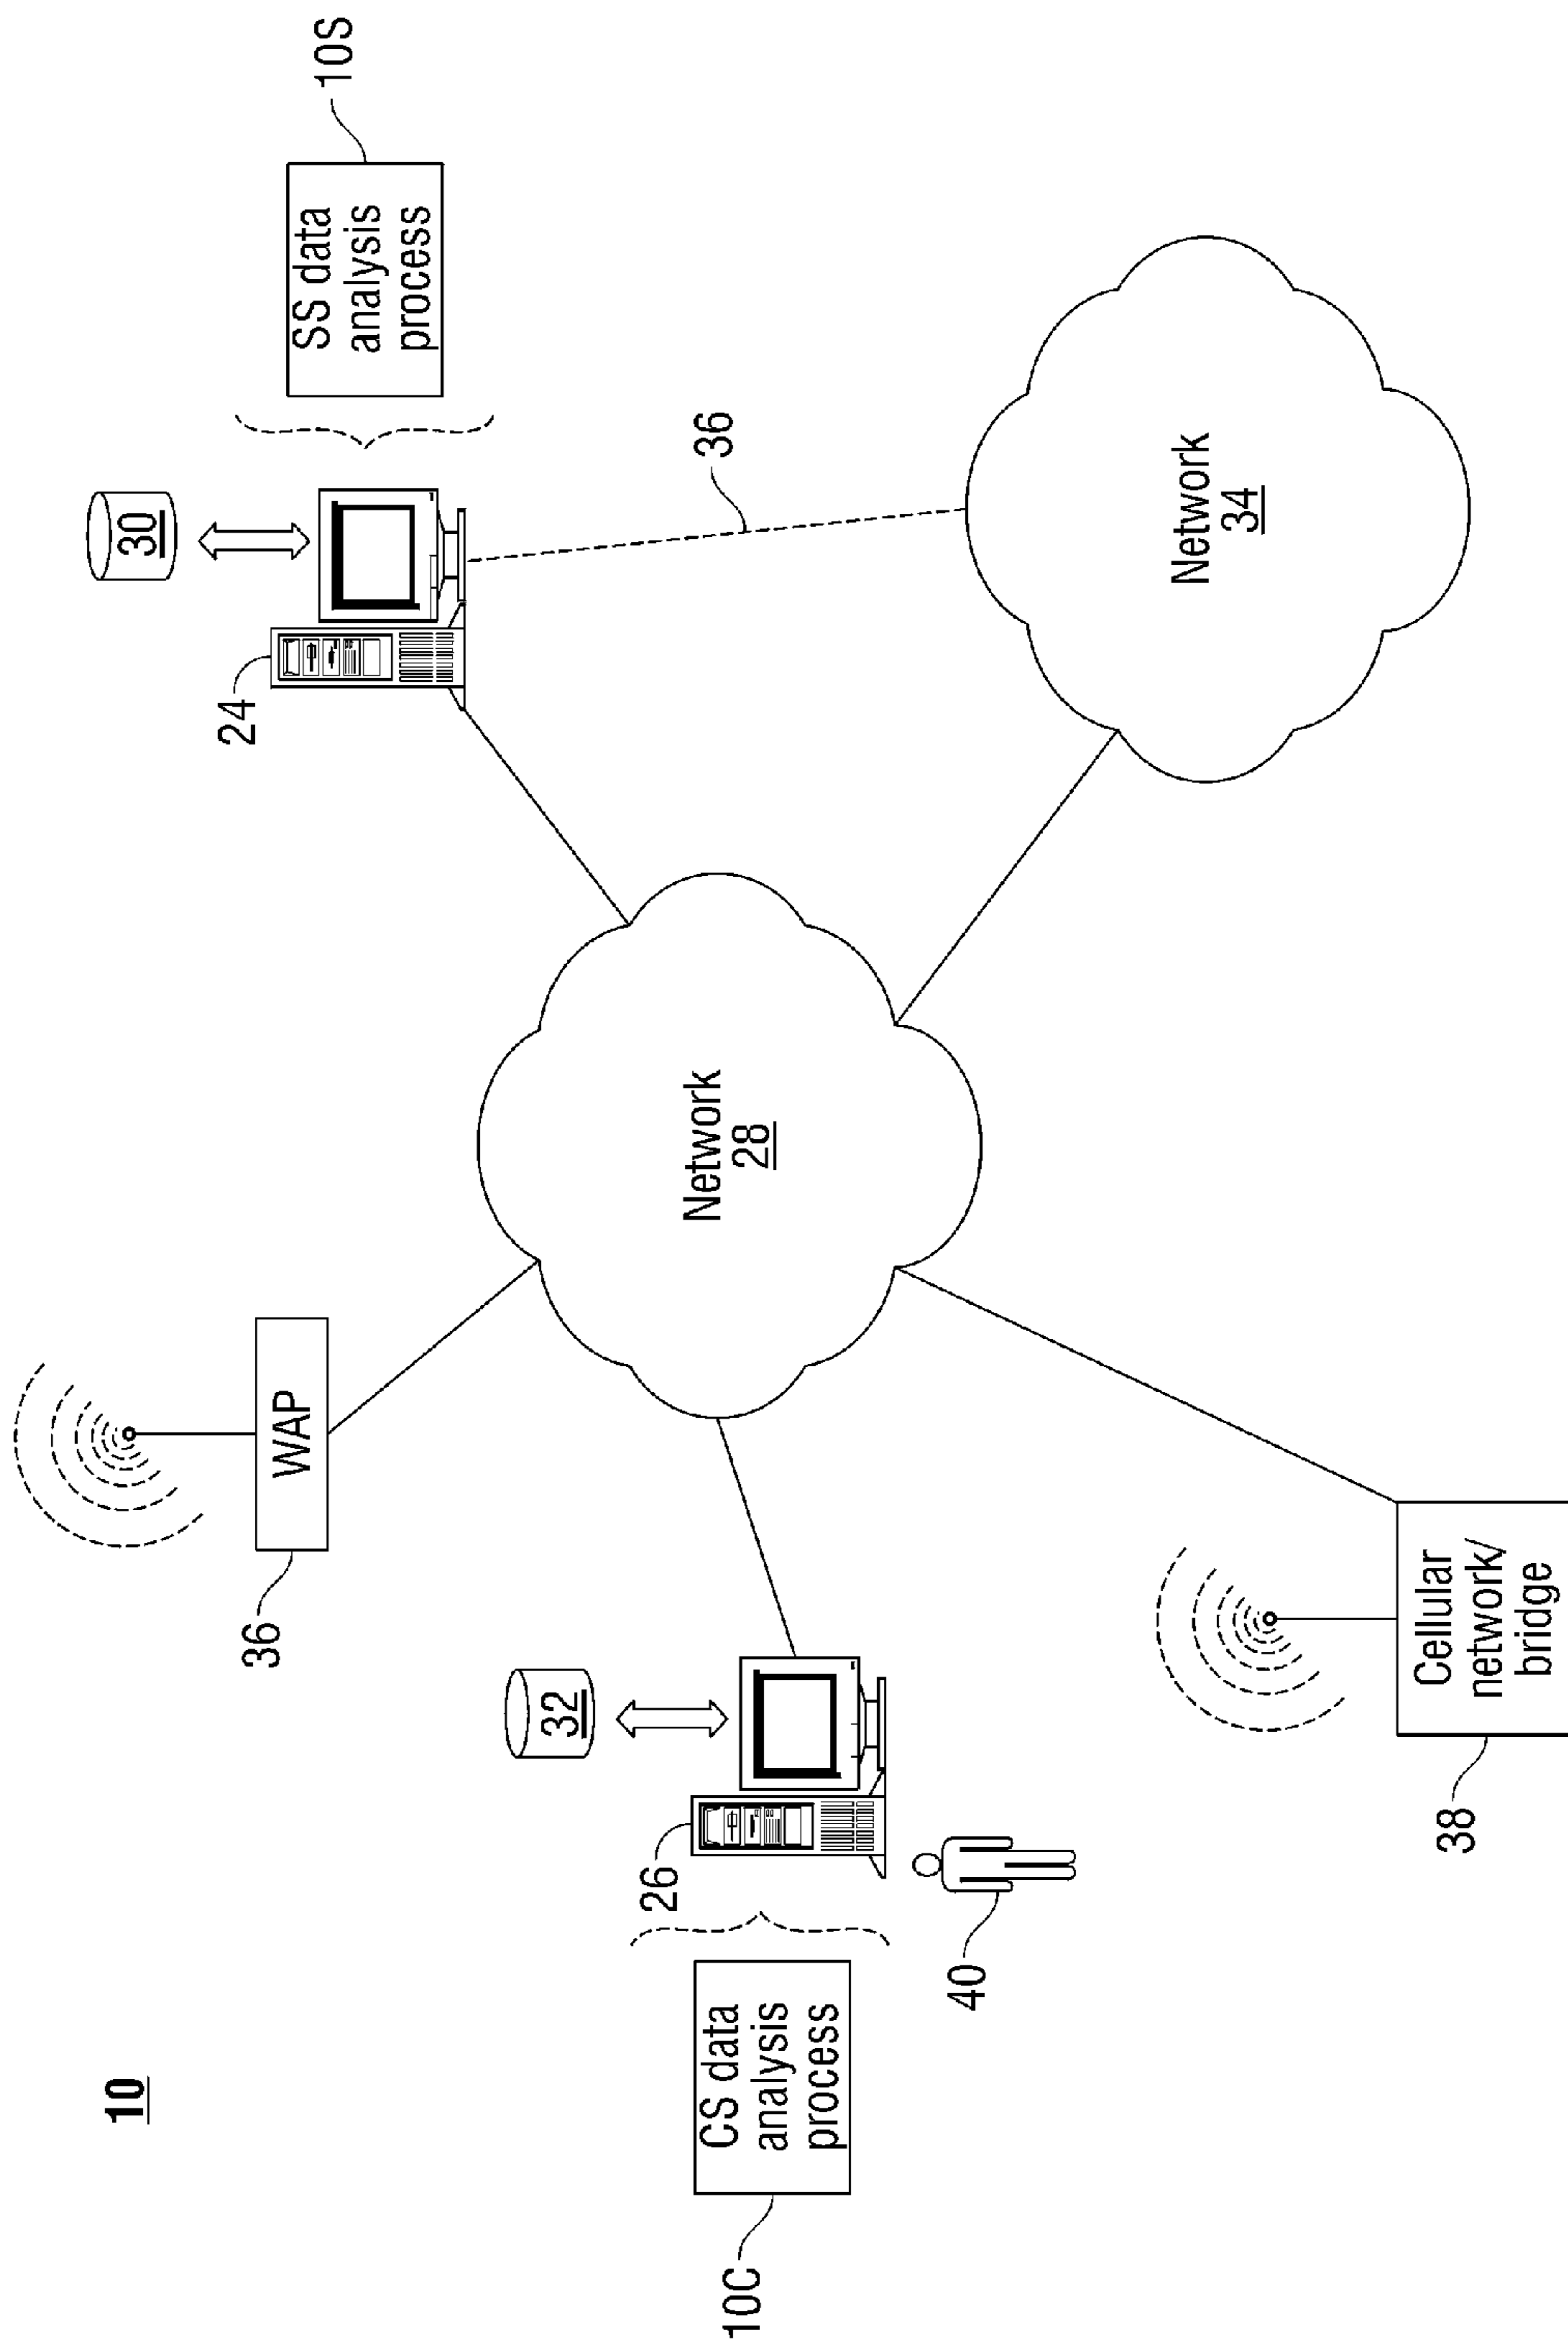 10
10C
CS data
analysis
process
26
32
40
36
WAP
38
Cellular
network/
bridge
Network
28
24
30
SS data
analysis
process
10S
36
Network
34